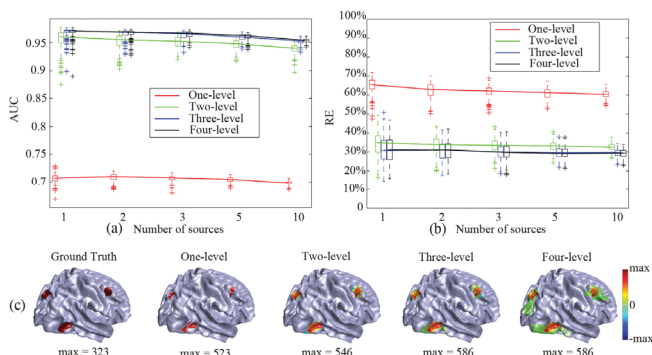 0.95
0.9
0.85
0.8
0.75
0.7
AUC
One-level
Two-level
Three-level
Four-level
1 2 3 5 10
(a) Number of sources
100%
90%
80%
70%
60%
50%
40%
30%
20%
10%
RE
One-level
Two-level
Three-level
Four-level
1 2 3 5 10
(b) Number of sources
(c)
Ground Truth One-level Two-level Three-level Four-level
max
0
-max
max = 323 max = 523 max = 546 max = 586 max = 586